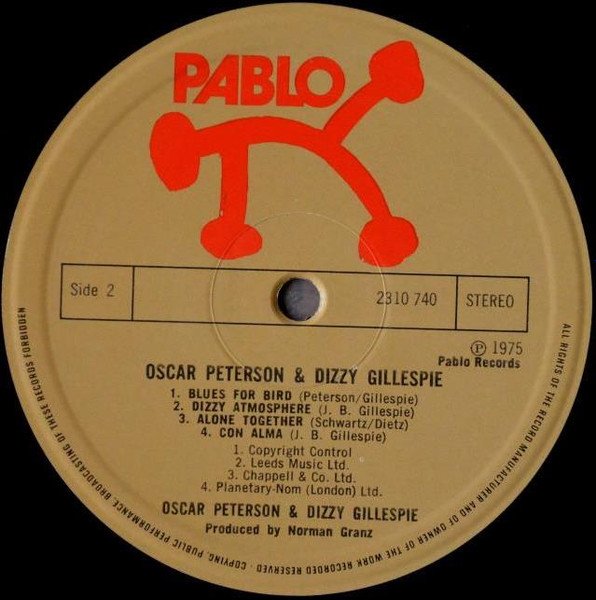 PABLO
Side 2
2310 740
STEREO
℗ 1975
Pablo Records
OSCAR PETERSON & DIZZY GILLESPIE
1. BLUES FOR BIRD (Peterson/Gillespie)
2. DIZZY ATMOSPHERE (J. B. Gillespie)
3. ALONE TOGETHER (Schwartz/Dietz)
4. CON ALMA (J. B. Gillespie)
1. Copyright Control
2. Leeds Music Ltd.
3. Chappell & Co. Ltd.
4. Planetary-Nom (London) Ltd.
OSCAR PETERSON & DIZZY GILLESPIE
Produced by Norman Granz
ALL RIGHTS OF THE RECORD MANUFACTURER AND OF OWNER OF THE WORK RECORDED RESERVED - COPYING, PUBLIC PERFORMANCE, BROADCASTING OF THESE RECORDS FORBIDDEN